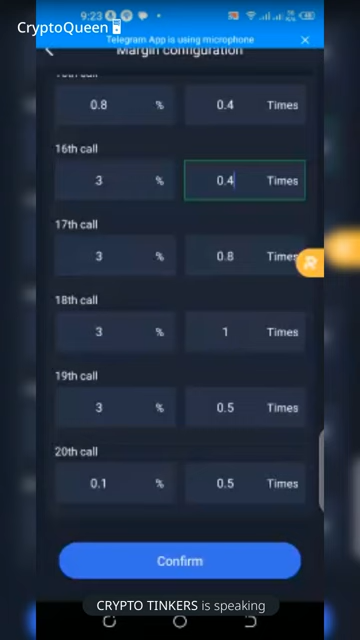 9:23
CryptoQueen
Telegram App is using microphone
Margin configuration
0.8 % 0.4 Times
16th call
3 % 0.4 Times
17th call
3 % 0.8 Times
18th call
3 % 1 Times
19th call
3 % 0.5 Times
20th call
0.1 % 0.5 Times
Confirm
CRYPTO TINKERS is speaking